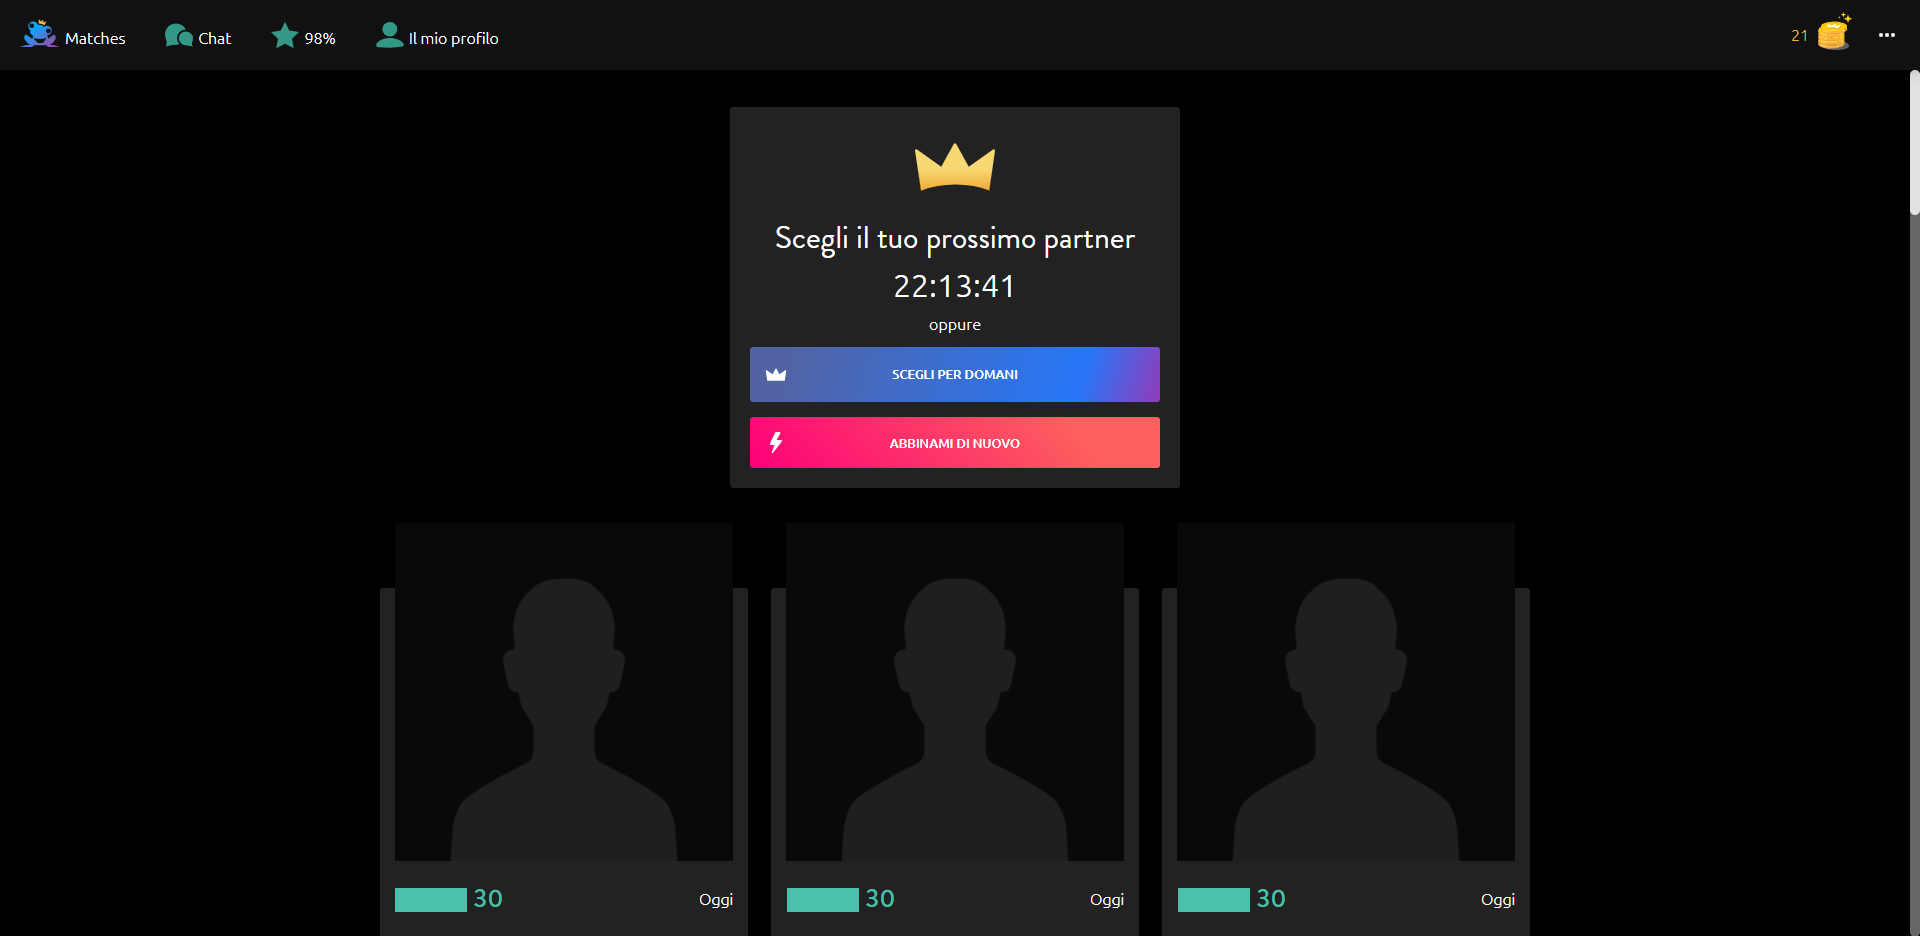 Matches
Chat
98%
Il mio profilo
21
Scegli il tuo prossimo partner
22:13:41
oppure
SCEGLI PER DOMANI
ABBINAMI DI NUOVO
30 Oggi
30 Oggi
30 Oggi